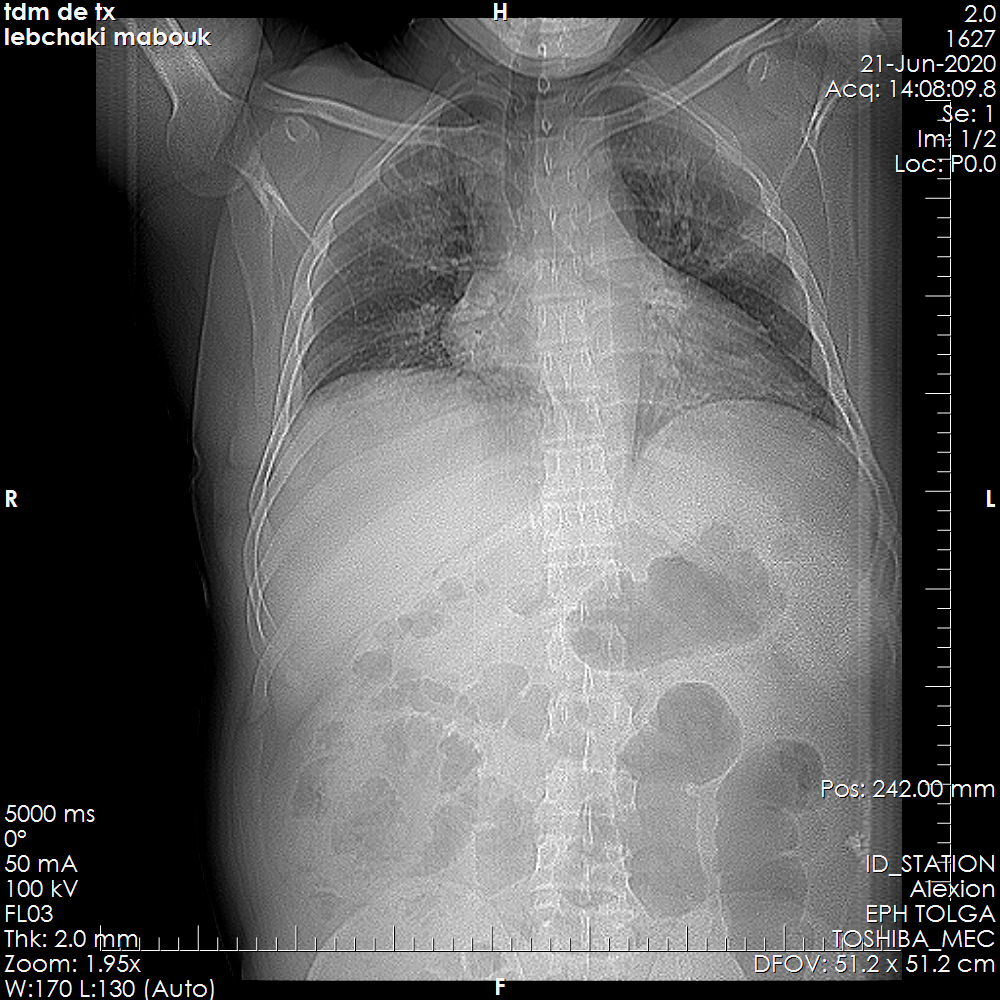 tdm de tx
lebchaki mabouk
H
2.0
1627
21-Jun-2020
Acq: 14:08:09.8
Se: 1
Im: 1/2
Loc: P0.0
R
L
Pos: 242.00 mm
5000 ms
0°
50 mA
100 kV
FL03
Thk: 2.0 mm
Zoom: 1.95x
W:170 L:130 (Auto)
F
ID_STATION
Alexion
EPH TOLGA
TOSHIBA_MEC
DFOV: 51.2 x 51.2 cm